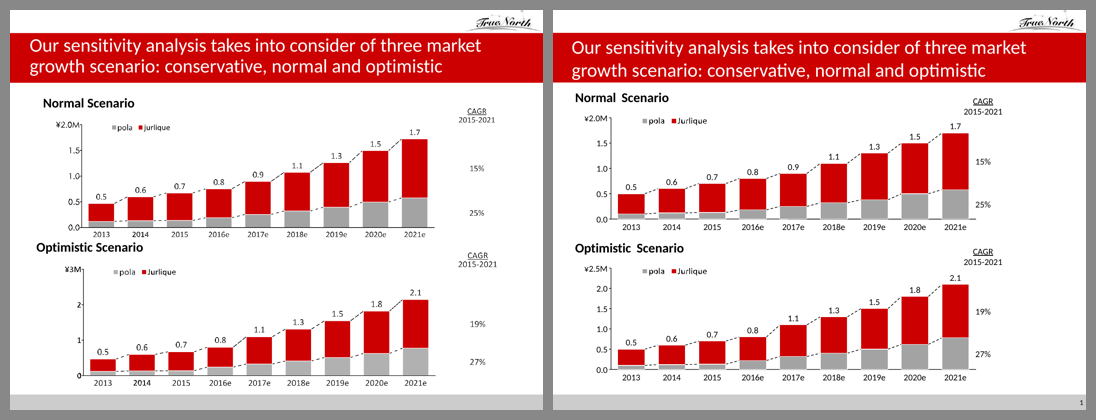 True North
Our sensitivity analysis takes into consider of three market
growth scenario: conservative, normal and optimistic
Normal Scenario
CAGR
2015-2021
¥2.0M
pola Jurlique
1.5
1.0
0.5
0.0
0.5 0.6 0.7 0.8 0.9 1.1 1.3 1.5 1.7
15%
25%
2013 2014 2015 2016e 2017e 2018e 2019e 2020e 2021e
Optimistic Scenario
CAGR
2015-2021
¥3M
pola Jurlique
2
1
0
0.5 0.6 0.7 0.8 1.1 1.3 1.5 1.8 2.1
19%
27%
2013 2014 2015 2016e 2017e 2018e 2019e 2020e 2021e
True North
Our sensitivity analysis takes into consider of three market
growth scenario: conservative, normal and optimistic
Normal Scenario
CAGR
2015-2021
¥2.0M
pola Jurlique
1.5
1.0
0.5
0.0
0.5 0.6 0.7 0.8 0.9 1.1 1.3 1.5 1.7
15%
25%
2013 2014 2015 2016e 2017e 2018e 2019e 2020e 2021e
Optimistic Scenario
CAGR
2015-2021
¥2.5M
pola Jurlique
2.0
1.5
1.0
0.5
0.0
0.5 0.6 0.7 0.8 1.1 1.3 1.5 1.8 2.1
19%
27%
2013 2014 2015 2016e 2017e 2018e 2019e 2020e 2021e
1